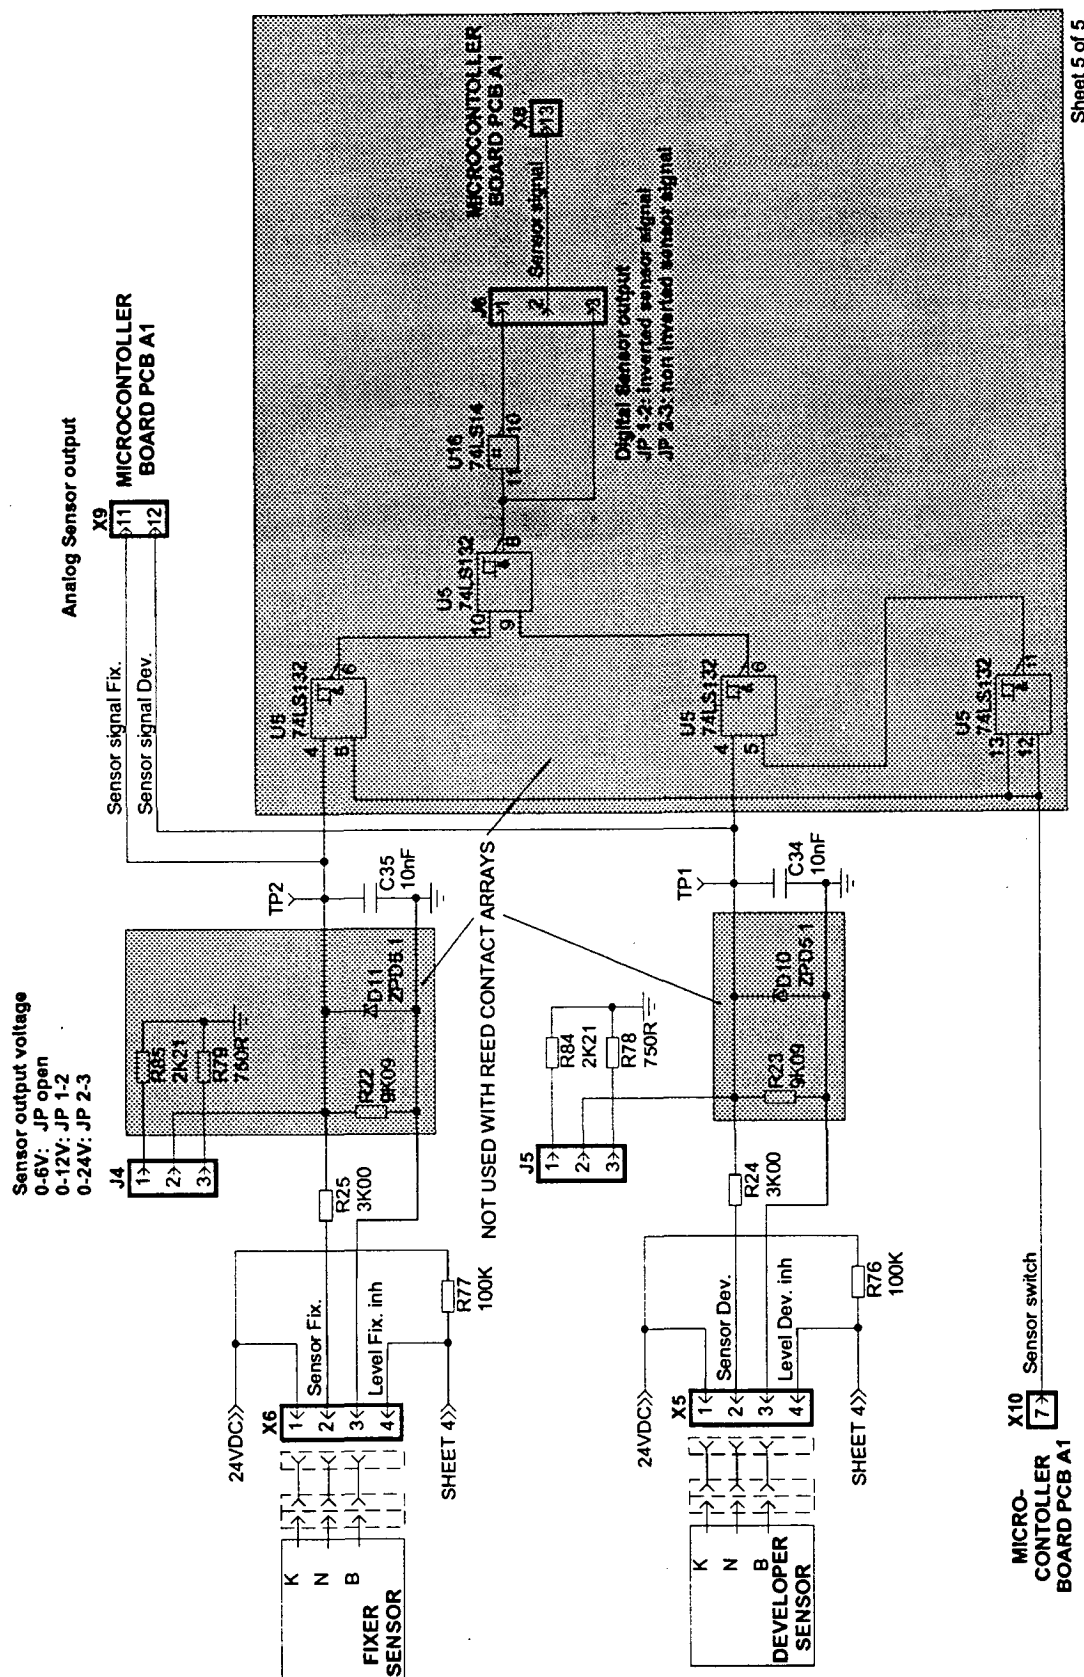 Sensor output voltage
0-6V: JP open
0-12V: JP 1-2
0-24V: JP 2-3
J4
1
2
3
R85
2K21
R79
750R
R22
9K09
D11
ZPD5.1
TP2
C35
10nF
R25
3K00
24VDC
X6
1
2
3
4
Sensor Fix.
Level Fix. inh
R77
100K
SHEET 4
K
N
B
FIXER
SENSOR
Analog Sensor output
X9
11
12
MICROCONTOLLER
BOARD PCB A1
Sensor signal Fix.
Sensor signal Dev.
NOT USED WITH REED CONTACT ARRAYS
J5
1
2
3
R84
2K21
R78
750R
R23
9K09
D10
ZPD5.1
TP1
C34
10nF
R24
3K00
24VDC
X5
1
2
3
4
Sensor Dev.
Level Dev. inh
R76
100K
SHEET 4
K
N
B
DEVELOPER
SENSOR
X10
7
Sensor switch
MICRO-
CONTOLLER
BOARD PCB A1
U5
74LS132
4
6
&
U5
74LS132
4
5
6
&
U5
74LS132
13
12
11
&
U5
74LS132
10
9
8
&
U16
74LS14
11
10
J6
1
2
3
Sensor signal
MICROCONTOLLER
BOARD PCB A1
X8
13
Digital Sensor output
JP 1-2: Inverted sensor signal
JP 2-3: non inverted sensor signal
Sheet 5 of 5